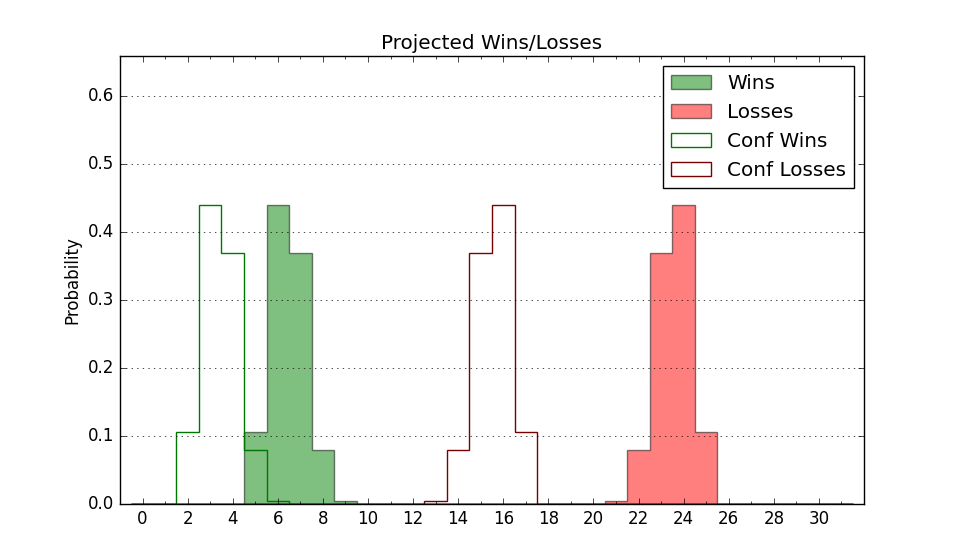 Projected Wins/Losses
Wins
Losses
Conf Wins
Conf Losses
Probability
0.6
0.5
0.4
0.3
0.2
0.1
0.0
0 2 4 6 8 10 12 14 16 18 20 22 24 26 28 30